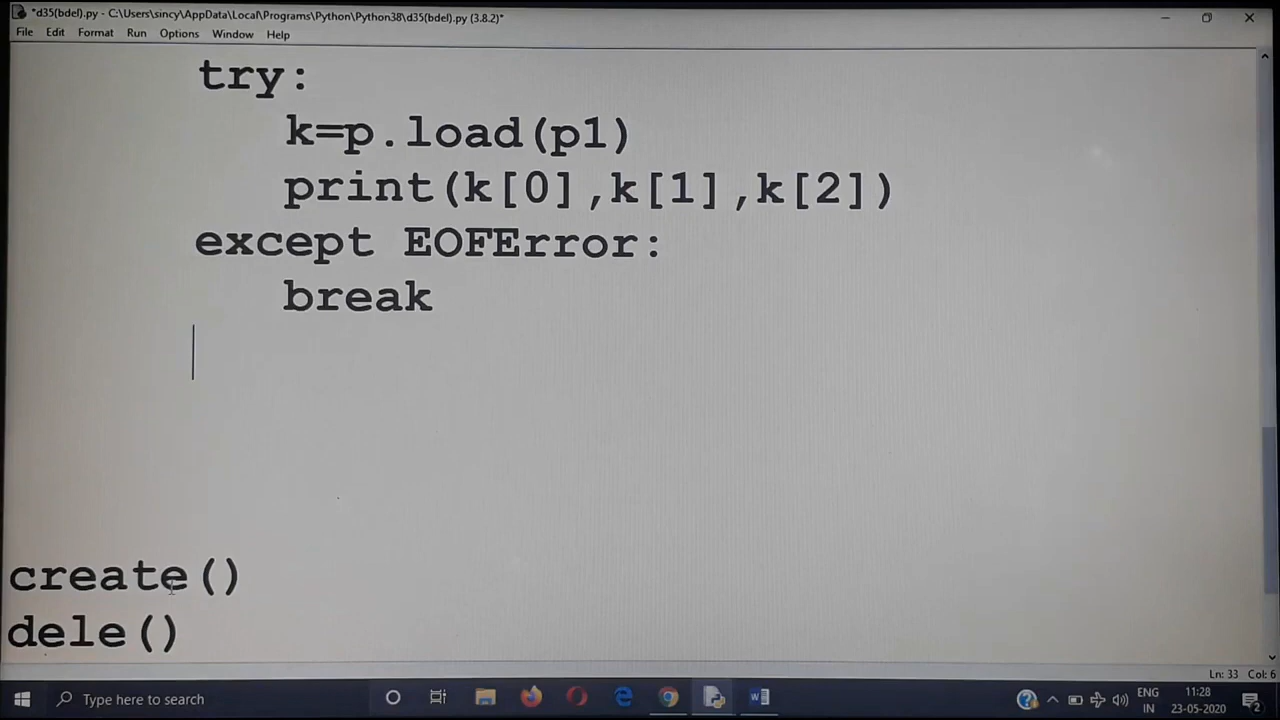 *d35(bdel).py - C:\Users\sincy\AppData\Local\Programs\Python\Python38\d35(bdel).py (3.8.2)*
File Edit Format Run Options Window Help
try:
k=p.load(p1)
print(k[0],k[1],k[2])
except EOFError:
break
create()
dele()
Ln: 33 Col: 6
Type here to search
ENG
IN
11:28
23-05-2020
2